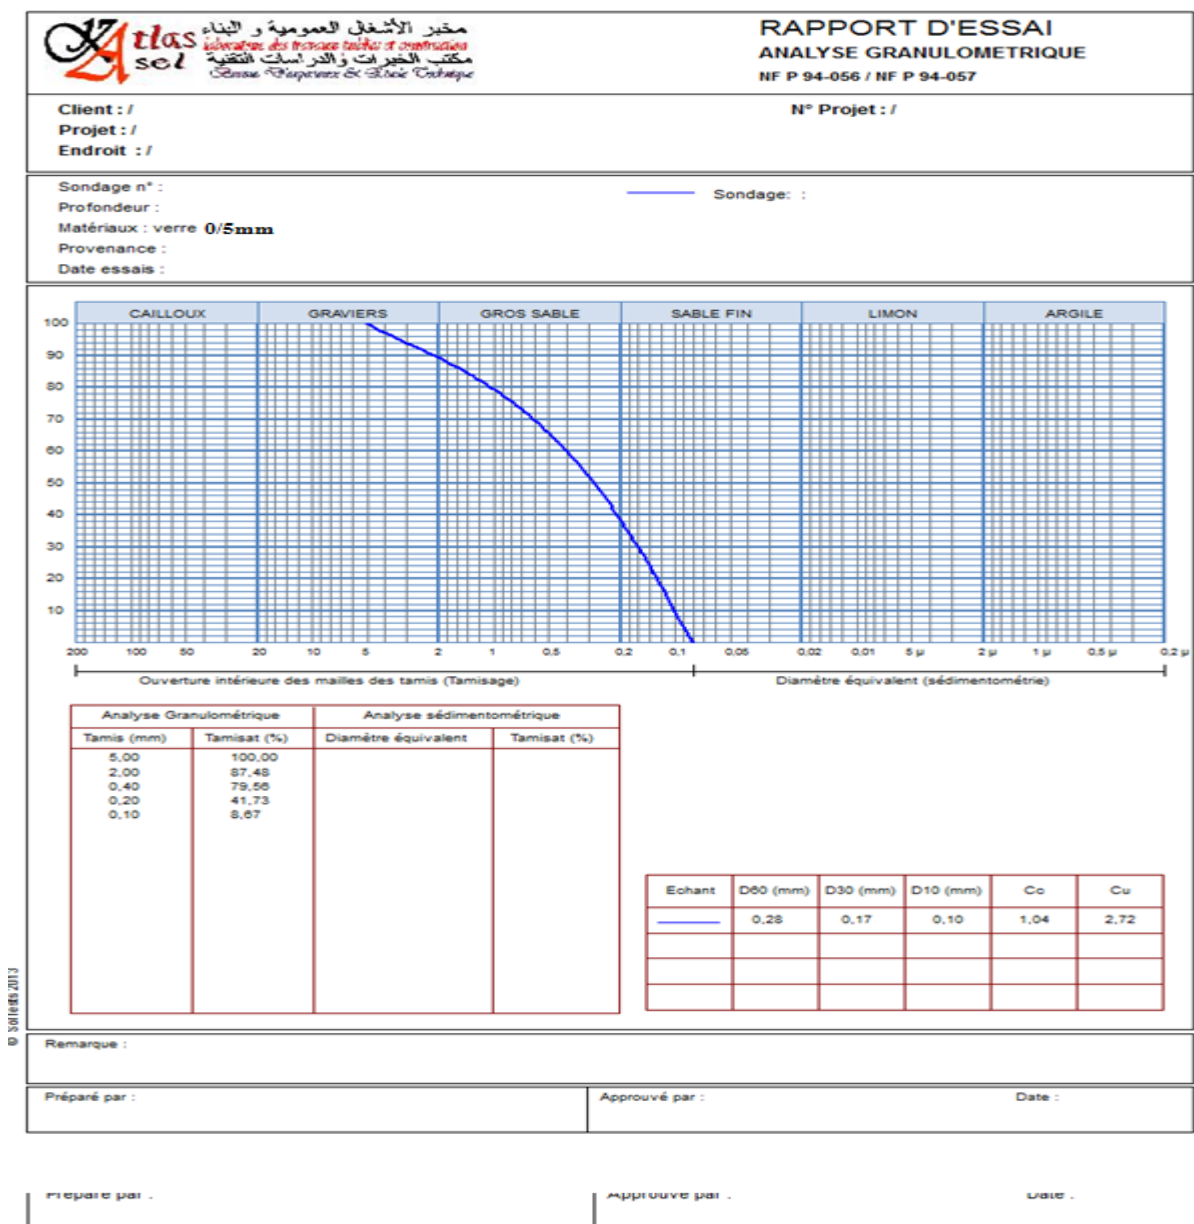 Atlas
sel
مخبر الأشغال العمومية و البناء
laboratoire des travaux publics et construction
مكتب الخبرات والدراسات التقنية
RAPPORT D'ESSAI
ANALYSE GRANULOMETRIQUE
NF P 94-056 / NF P 94-057
Client : /
N° Projet : /
Projet : /
Endroit : /
Sondage n° :
Sondage: :
Profondeur :
Matériaux : verre 0/5mm
Provenance :
Date essais :
CAILLOUX GRAVIERS GROS SABLE SABLE FIN LIMON ARGILE
100
90
80
70
60
50
40
30
20
10
200 100 50 20 10 5 2 1 0,5 0,2 0,1 0,05 0,02 0,01 5 µ 2 µ 1 µ 0,5 µ 0,2 µ
Ouverture intérieure des mailles des tamis (Tamisage) Diamètre équivalent (sédimentométrie)
Analyse Granulométrique Analyse sédimentométrique
Tamis (mm) Tamisat (%) Diamètre équivalent Tamisat (%)
5,00 100,00
2,00 87,48
0,40 79,56
0,20 41,73
0,10 8,67
Echant D60 (mm) D30 (mm) D10 (mm) Cc Cu
0,28 0,17 0,10 1,04 2,72
Remarque :
Préparé par : Approuvé par : Date :
Préparé par : Approuvé par : Date :